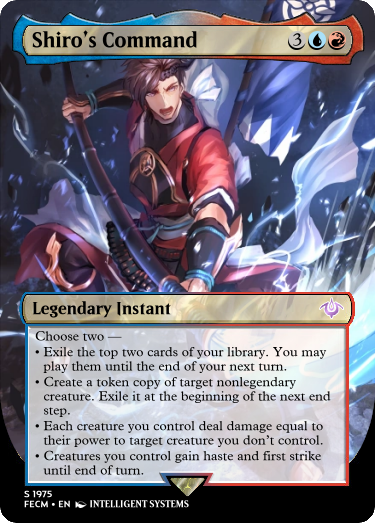 Shiro's Command 3
Legendary Instant
Choose two —
• Exile the top two cards of your library. You may
play them until the end of your next turn.
• Create a token copy of target nonlegendary
creature. Exile it at the beginning of the next end
step.
• Each creature you control deal damage equal to
their power to target creature you don't control.
• Creatures you control gain haste and first strike
until end of turn.
S 1975
FECM • EN INTELLIGENT SYSTEMS